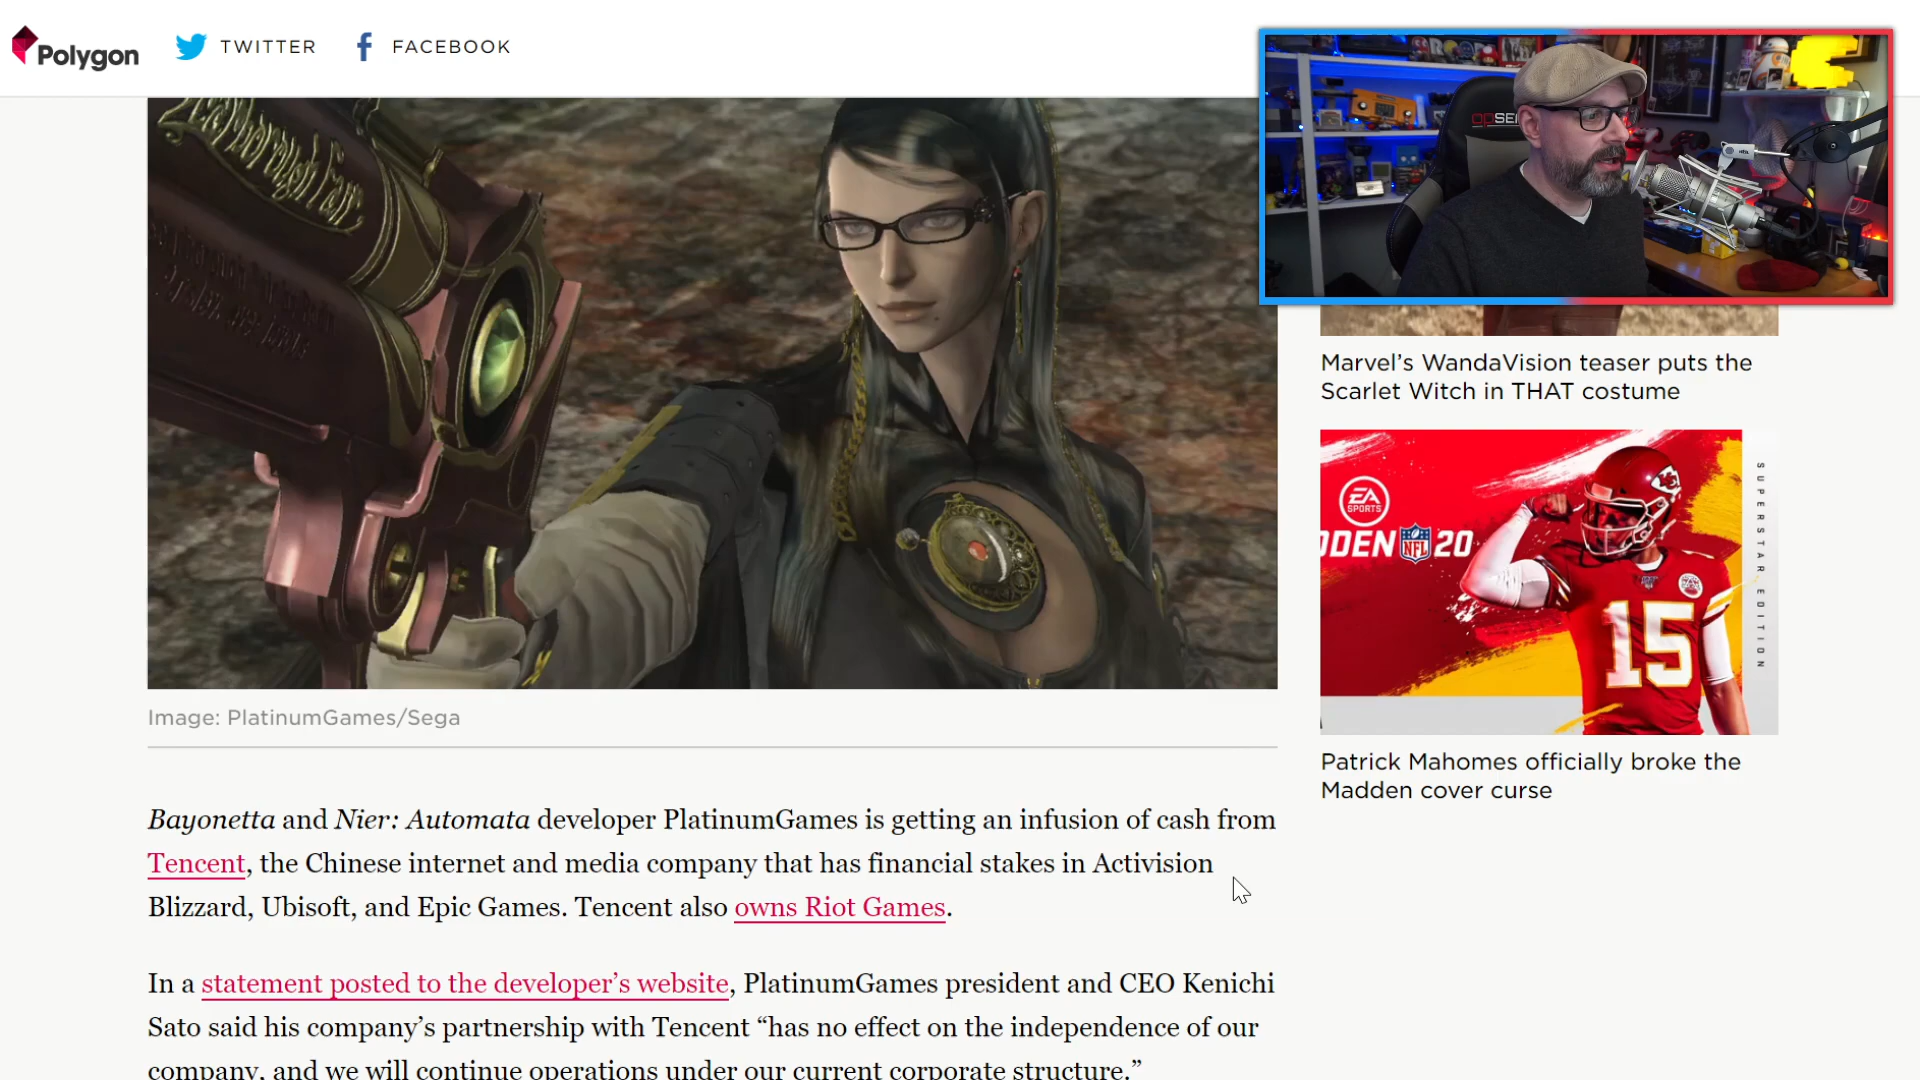 Polygon
TWITTER
FACEBOOK
Marvel's WandaVision teaser puts the
Scarlet Witch in THAT costume
EA
SPORTS
DDEN NFL 20
SUPERSTAR EDITION
15
Patrick Mahomes officially broke the
Madden cover curse
Image: PlatinumGames/Sega
Bayonetta and Nier: Automata developer PlatinumGames is getting an infusion of cash from
Tencent, the Chinese internet and media company that has financial stakes in Activision
Blizzard, Ubisoft, and Epic Games. Tencent also owns Riot Games.
In a statement posted to the developer’s website, PlatinumGames president and CEO Kenichi
Sato said his company’s partnership with Tencent “has no effect on the independence of our
company, and we will continue operations under our current corporate structure.”